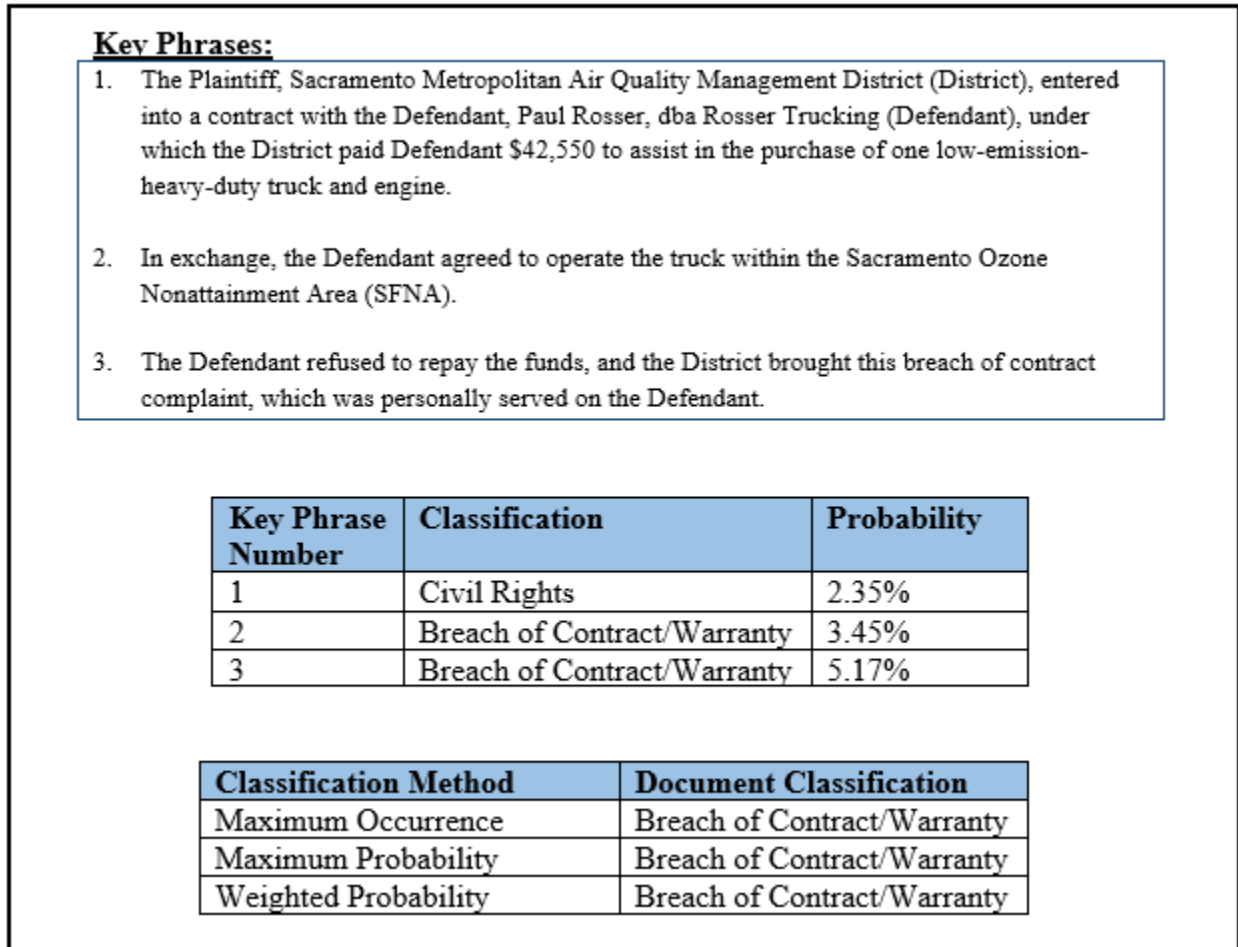 Key Phrases:
1. The Plaintiff, Sacramento Metropolitan Air Quality Management District (District), entered
into a contract with the Defendant, Paul Rosser, dba Rosser Trucking (Defendant), under
which the District paid Defendant $42,550 to assist in the purchase of one low-emission-
heavy-duty truck and engine.
2. In exchange, the Defendant agreed to operate the truck within the Sacramento Ozone
Nonattainment Area (SFNA).
3. The Defendant refused to repay the funds, and the District brought this breach of contract
complaint, which was personally served on the Defendant.
Key Phrase Classification Probability
Number
1 Civil Rights 2.35%
2 Breach of Contract/Warranty 3.45%
3 Breach of Contract/Warranty 5.17%
Classification Method Document Classification
Maximum Occurrence Breach of Contract/Warranty
Maximum Probability Breach of Contract/Warranty
Weighted Probability Breach of Contract/Warranty